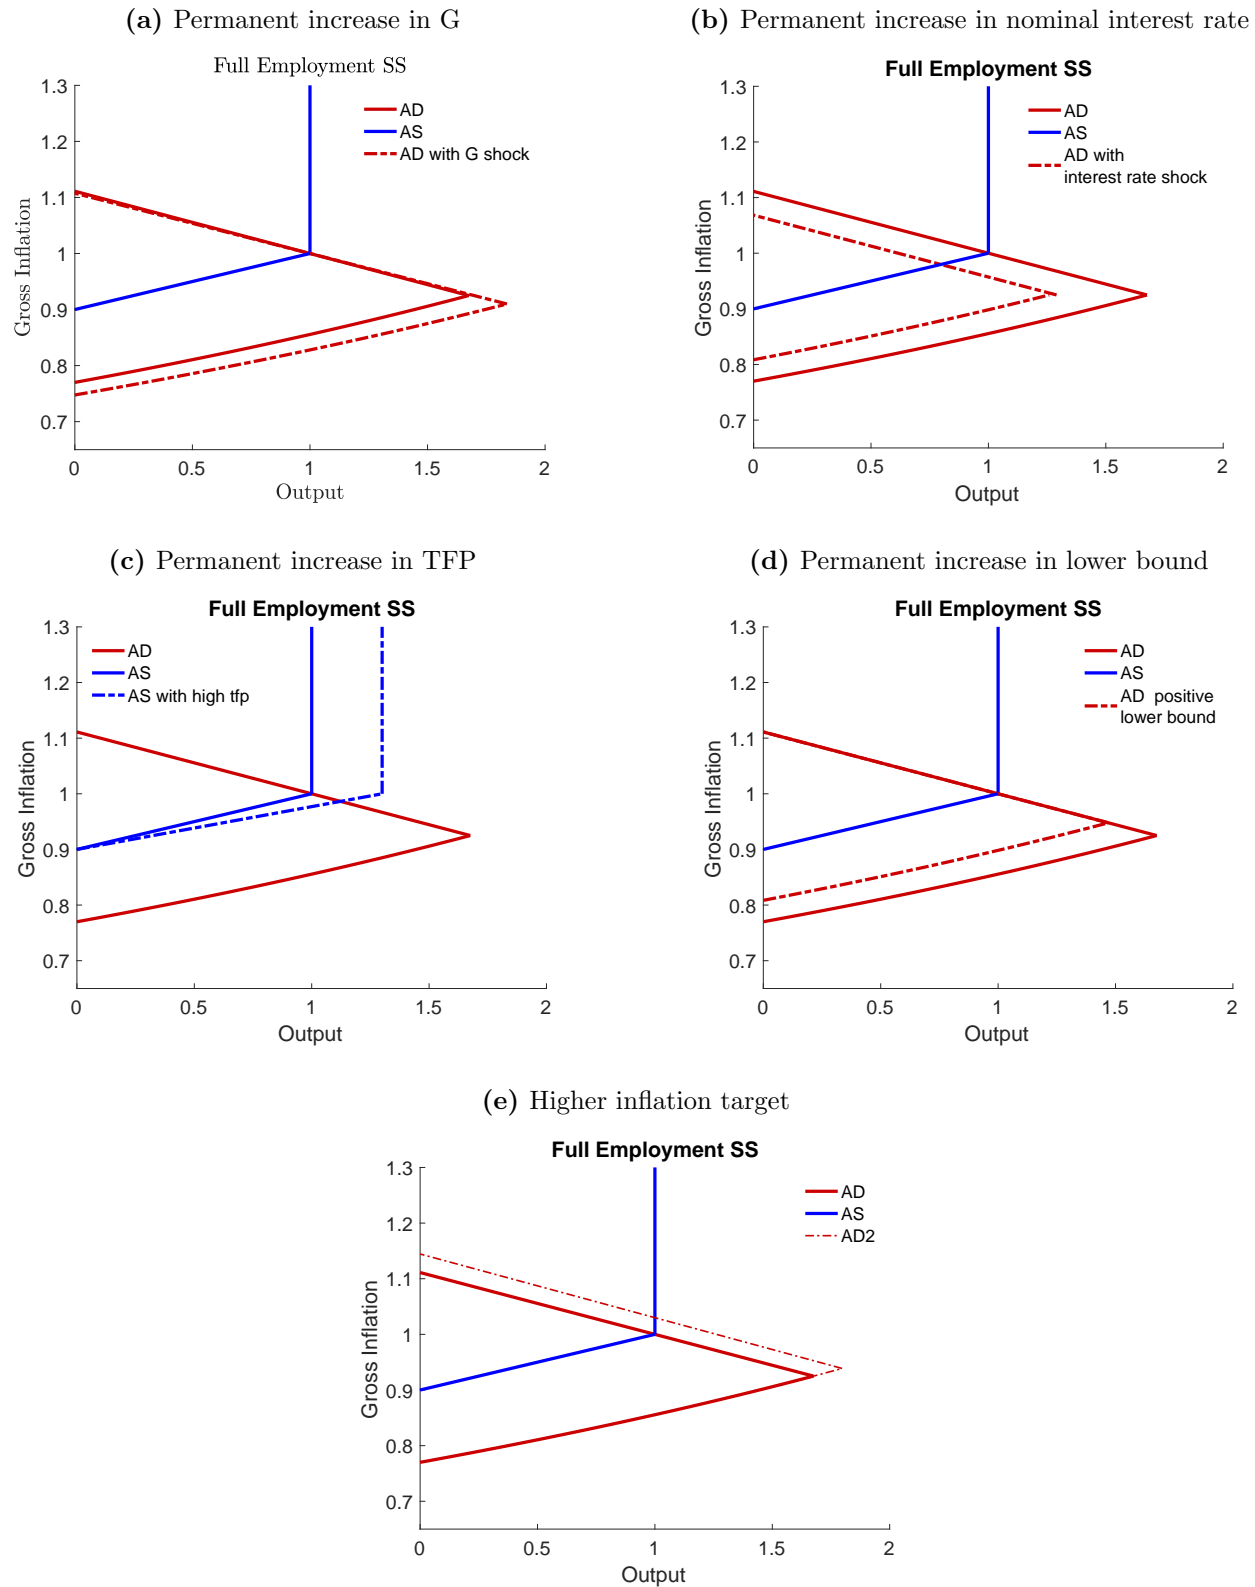 (a) Permanent increase in G
Full Employment SS
1.3
1.2
1.1
1
0.9
0.8
0.7
Gross Inflation
AD
AS
AD with G shock
0
0.5
1
1.5
2
Output
(b) Permanent increase in nominal interest rate
Full Employment SS
1.3
1.2
1.1
1
0.9
0.8
0.7
Gross Inflation
AD
AS
AD with
interest rate shock
0
0.5
1
1.5
2
Output
(c) Permanent increase in TFP
Full Employment SS
1.3
1.2
1.1
1
0.9
0.8
0.7
Gross Inflation
AD
AS
AS with high tfp
0
0.5
1
1.5
2
Output
(d) Permanent increase in lower bound
Full Employment SS
1.3
1.2
1.1
1
0.9
0.8
0.7
Gross Inflation
AD
AS
AD positive
lower bound
0
0.5
1
1.5
2
Output
(e) Higher inflation target
Full Employment SS
1.3
1.2
1.1
1
0.9
0.8
0.7
Gross Inflation
AD
AS
AD2
0
0.5
1
1.5
2
Output